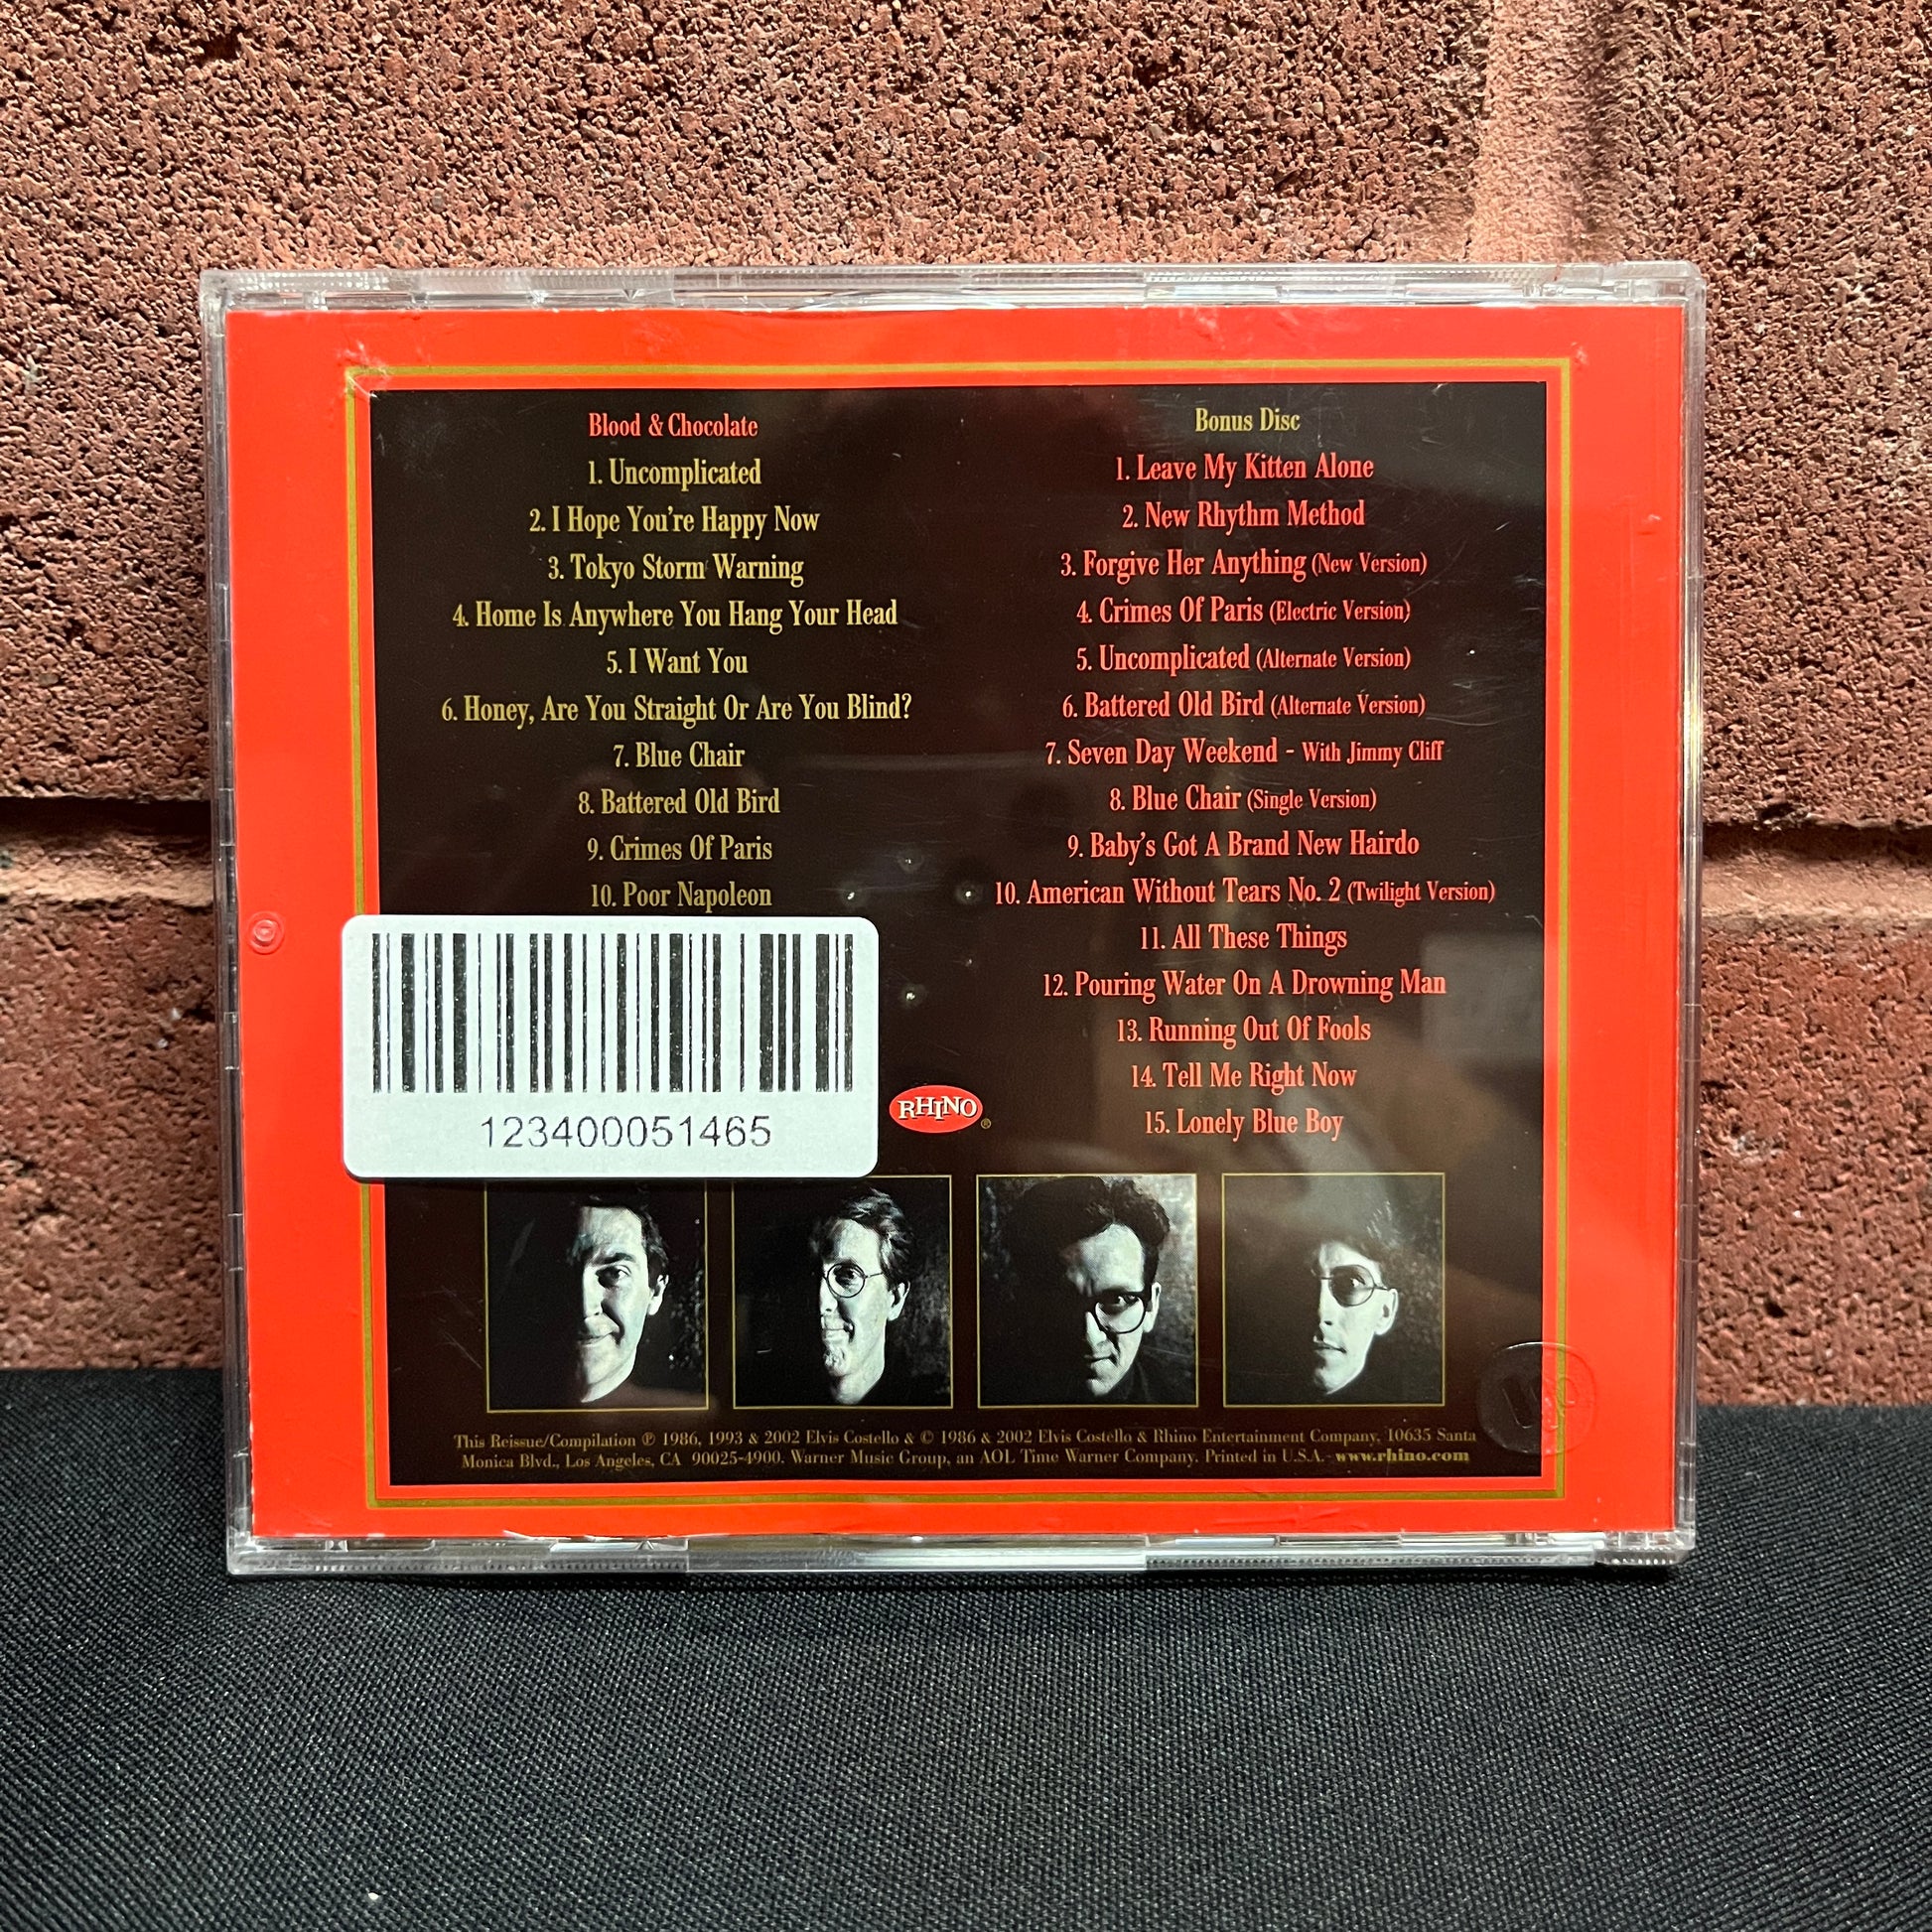 Blood & Chocolate
1. Uncomplicated
2. I Hope You're Happy Now
3. Tokyo Storm Warning
4. Home Is Anywhere You Hang Your Head
5. I Want You
6. Honey, Are You Straight Or Are You Blind?
7. Blue Chair
8. Battered Old Bird
9. Crimes Of Paris
10. Poor Napoleon
123400051465
Bonus Disc
1. Leave My Kitten Alone
2. New Rhythm Method
3. Forgive Her Anything (New Version)
4. Crimes Of Paris (Electric Version)
5. Uncomplicated (Alternate Version)
6. Battered Old Bird (Alternate Version)
7. Seven Day Weekend - With Jimmy Cliff
8. Blue Chair (Single Version)
9. Baby's Got A Brand New Hairdo
10. American Without Tears No. 2 (Twilight Version)
11. All These Things
12. Pouring Water On A Drowning Man
13. Running Out Of Fools
14. Tell Me Right Now
15. Lonely Blue Boy
RHINO ®
This Reissue/Compilation ℗ 1986, 1993 & 2002 Elvis Costello & © 1986 & 2002 Elvis Costello & Rhino Entertainment Company, 10635 Santa
Monica Blvd., Los Angeles, CA 90025-4900. Warner Music Group, an AOL Time Warner Company. Printed in U.S.A. - www.rhino.com